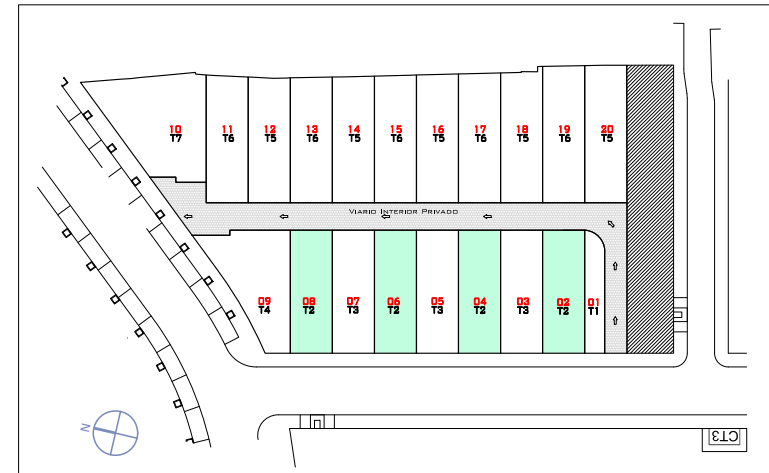 10 11 12 13 14 15 16 17 18 19 20
T7 T6 T5 T6 T5 T6 T5 T6 T5 T6 T5
VIARIO INTERIOR PRIVADO
09 08 07 06 05 04 03 02 01
T4 T2 T3 T2 T3 T2 T3 T2 T1
N
CT3